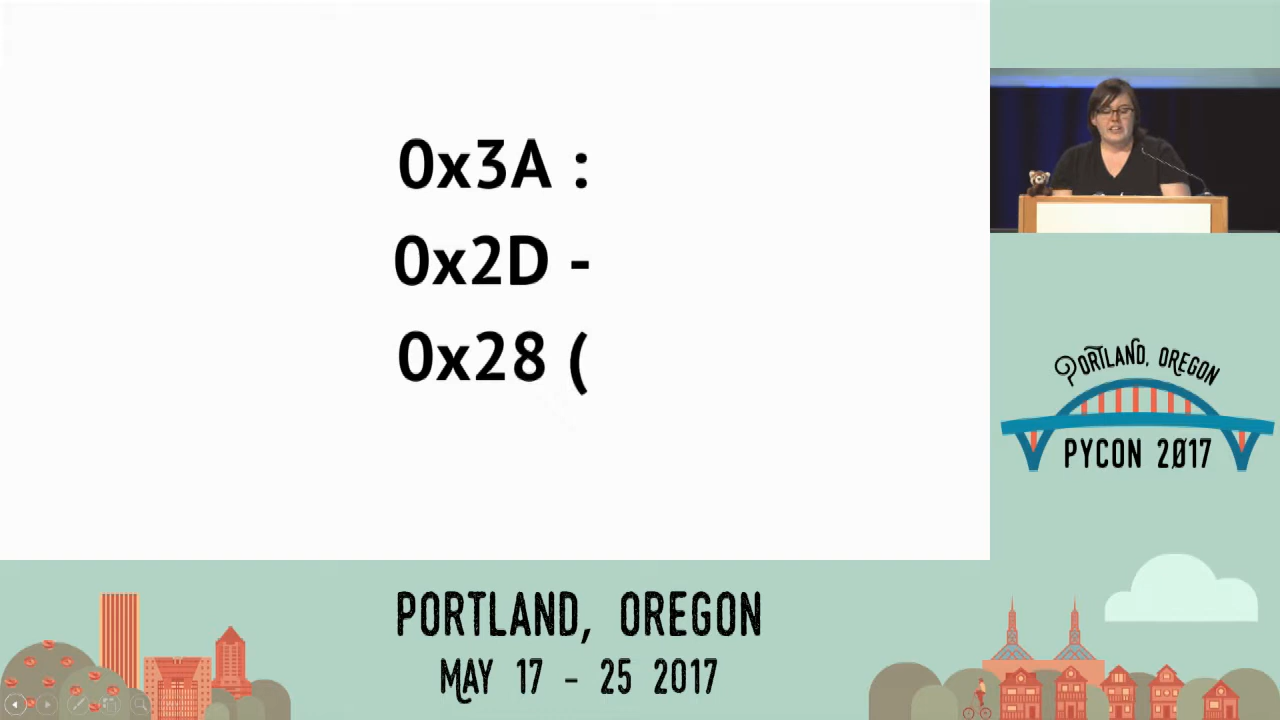 0x3A :
0x2D -
0x28 (
PORTLAND, OREGON
PYCON 2017
PORTLAND, OREGON
MAY 17 - 25 2017